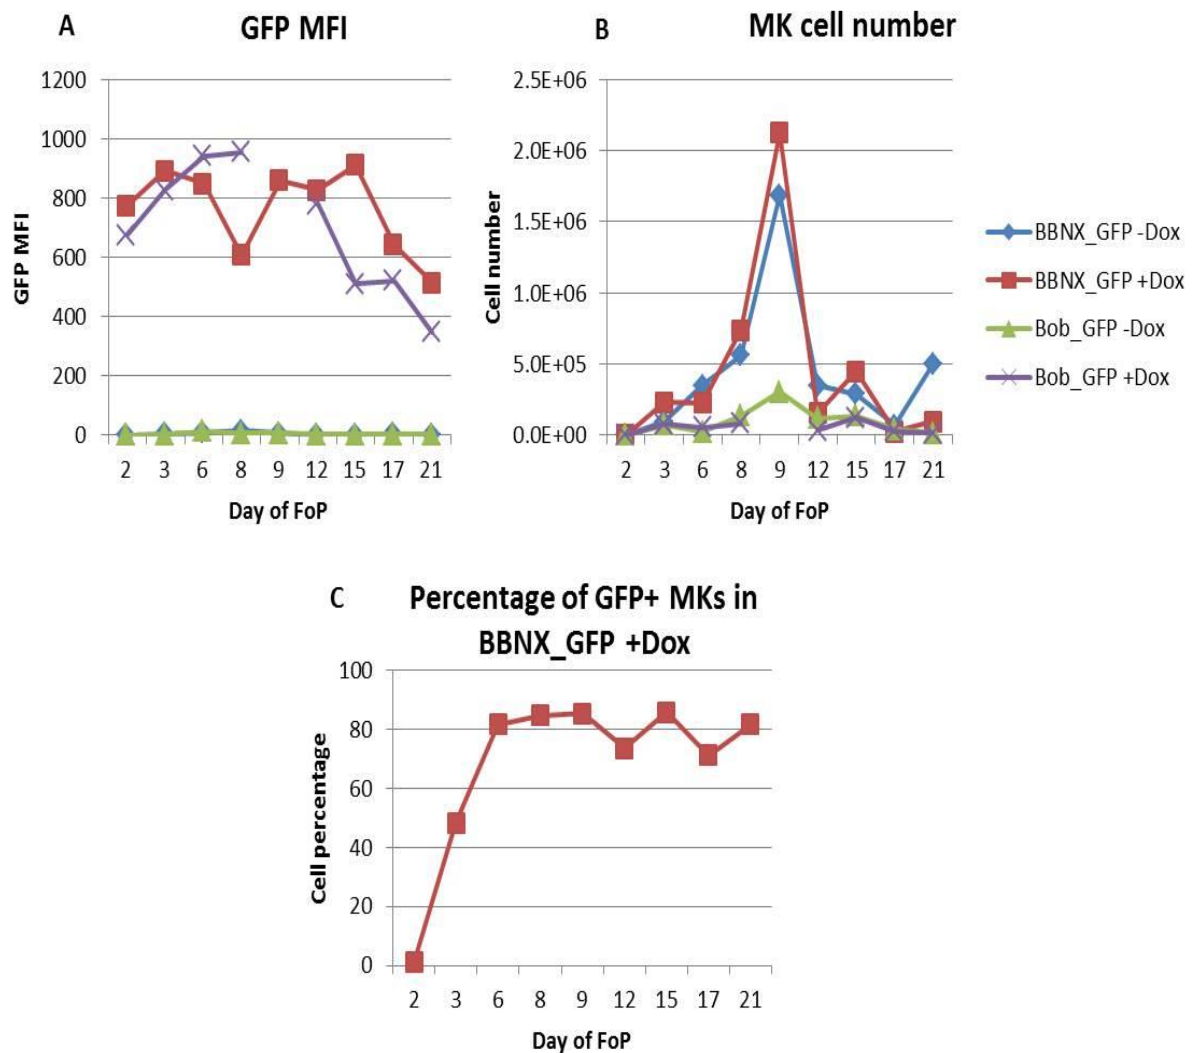 A
GFP MFI
1200
1000
800
600
400
200
0
GFP MFI
2 3 6 8 9 12 15 17 21
Day of FoP
B
MK cell number
2.5E+06
2.0E+06
1.5E+06
1.0E+06
5.0E+05
0.0E+00
Cell number
2 3 6 8 9 12 15 17 21
Day of FoP
BBNX_GFP -Dox
BBNX_GFP +Dox
Bob_GFP -Dox
Bob_GFP +Dox
C
Percentage of GFP+ MKs in
BBNX_GFP +Dox
100
80
60
40
20
0
Cell percentage
2 3 6 8 9 12 15 17 21
Day of FoP